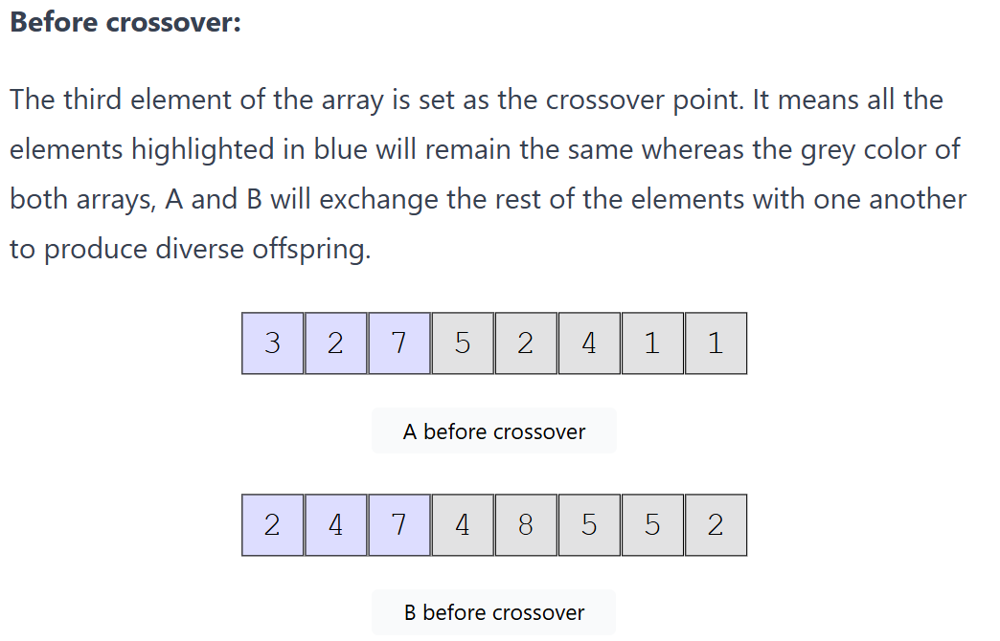 Before crossover:
The third element of the array is set as the crossover point. It means all the
elements highlighted in blue will remain the same whereas the grey color of
both arrays, A and B will exchange the rest of the elements with one another
to produce diverse offspring.
3 2 7 5 2 4 1 1
A before crossover
2 4 7 4 8 5 5 2
B before crossover